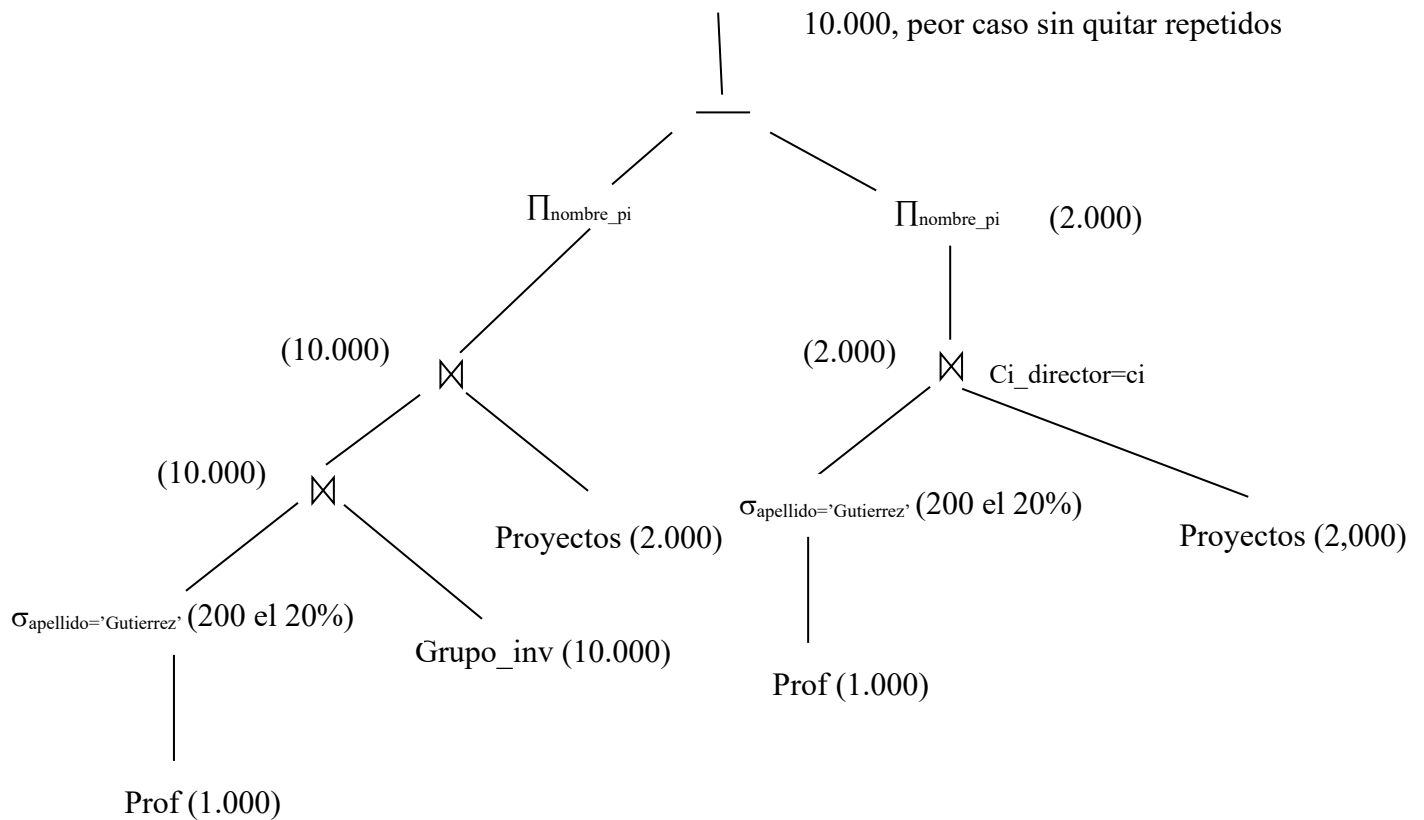 10.000, peor caso sin quitar repetidos
—
∏nombre_pi
∏nombre_pi (2.000)
(10.000) ⋈
(2.000) ⋈ Ci_director=ci
(10.000) ⋈
Proyectos (2.000)
σapellido=’Gutierrez’ (200 el 20%)
Proyectos (2,000)
σapellido=’Gutierrez’ (200 el 20%)
Grupo_inv (10.000)
Prof (1.000)
Prof (1.000)